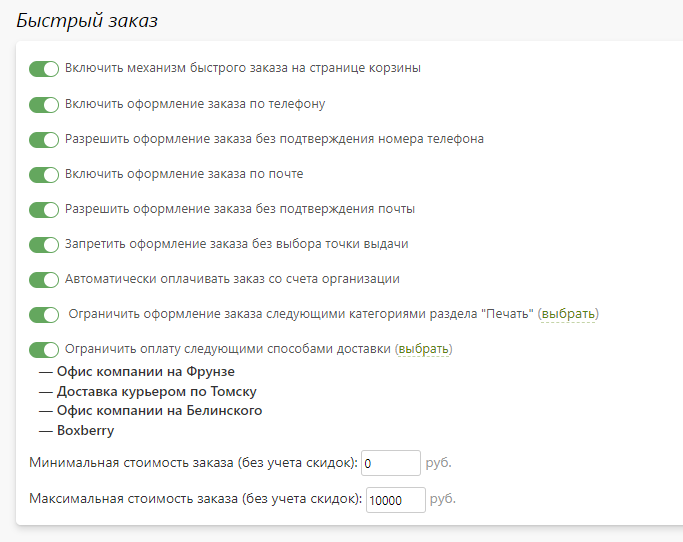 Быстрый заказ
Включить механизм быстрого заказа на странице корзины
Включить оформление заказа по телефону
Разрешить оформление заказа без подтверждения номера телефона
Включить оформление заказа по почте
Разрешить оформление заказа без подтверждения почты
Запретить оформление заказа без выбора точки выдачи
Автоматически оплачивать заказ со счета организации
Ограничить оформление заказа следующими категориями раздела "Печать" (выбрать)
Ограничить оплату следующими способами доставки (выбрать)
— Офис компании на Фрунзе
— Доставка курьером по Томску
— Офис компании на Белинского
— Boxberry
Минимальная стоимость заказа (без учета скидок): 0 руб.
Максимальная стоимость заказа (без учета скидок): 10000 руб.